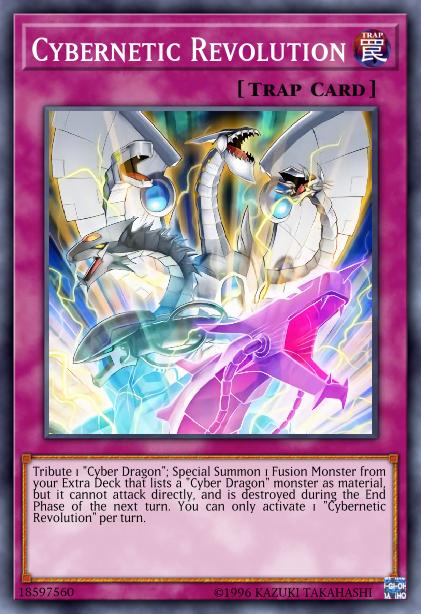 CYBERNETIC REVOLUTION
TRAP
罠
[TRAP CARD]
Tribute 1 "Cyber Dragon"; Special Summon 1 Fusion Monster from
your Extra Deck that lists a "Cyber Dragon" monster as material,
but it cannot attack directly, and is destroyed during the End
Phase of the next turn. You can only activate 1 "Cybernetic
Revolution" per turn.
18597560
©1996 KAZUKI TAKAHASHI